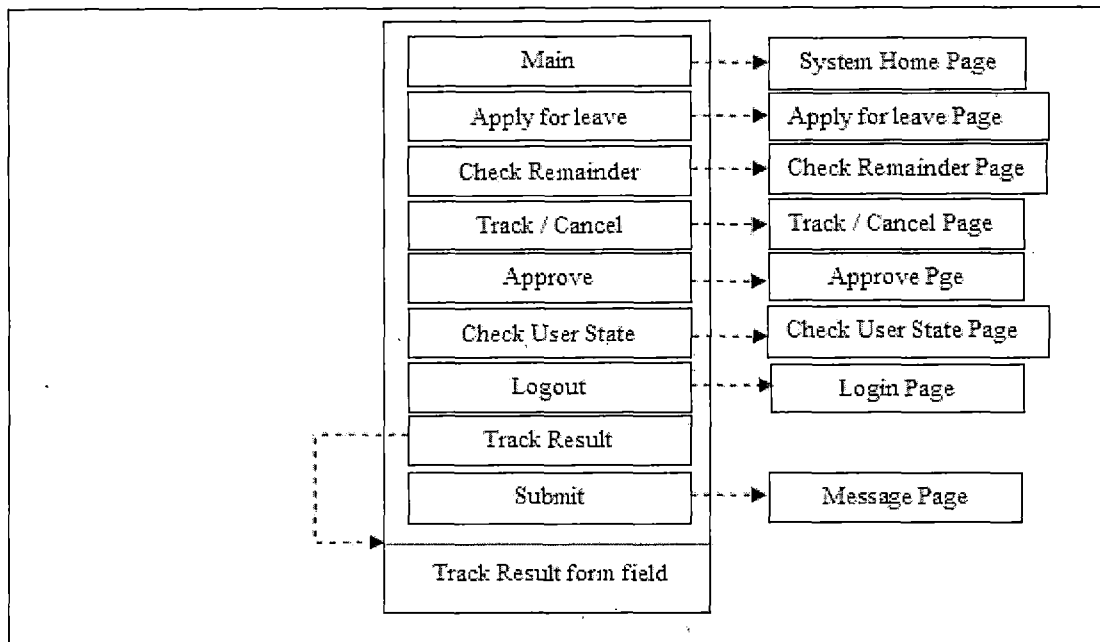 Main
System Home Page
Apply for leave
Apply for leave Page
Check Remainder
Check Remainder Page
Track / Cancel
Track / Cancel Page
Approve
Approve Pge
Check User State
Check User State Page
Logout
Login Page
Track Result
Submit
Message Page
Track Result form field